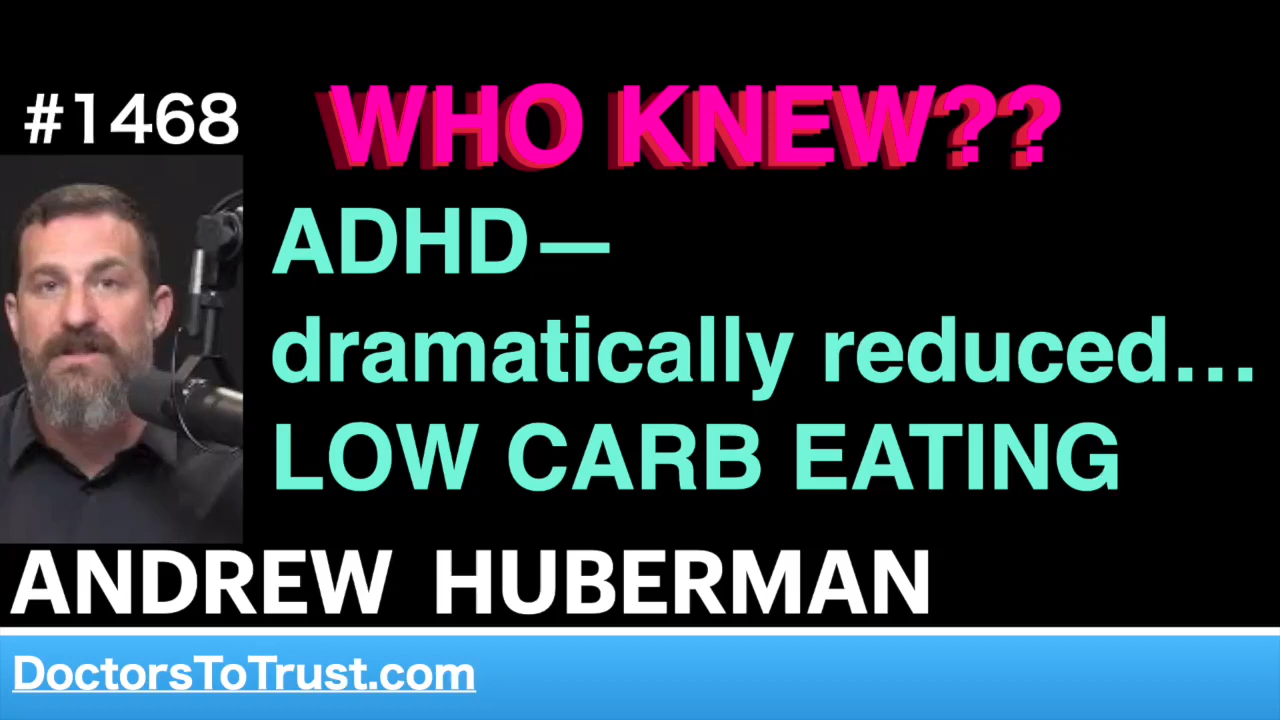 #1468
WHO KNEW??
ADHD—
dramatically reduced...
LOW CARB EATING
ANDREW HUBERMAN
DoctorsToTrust.com